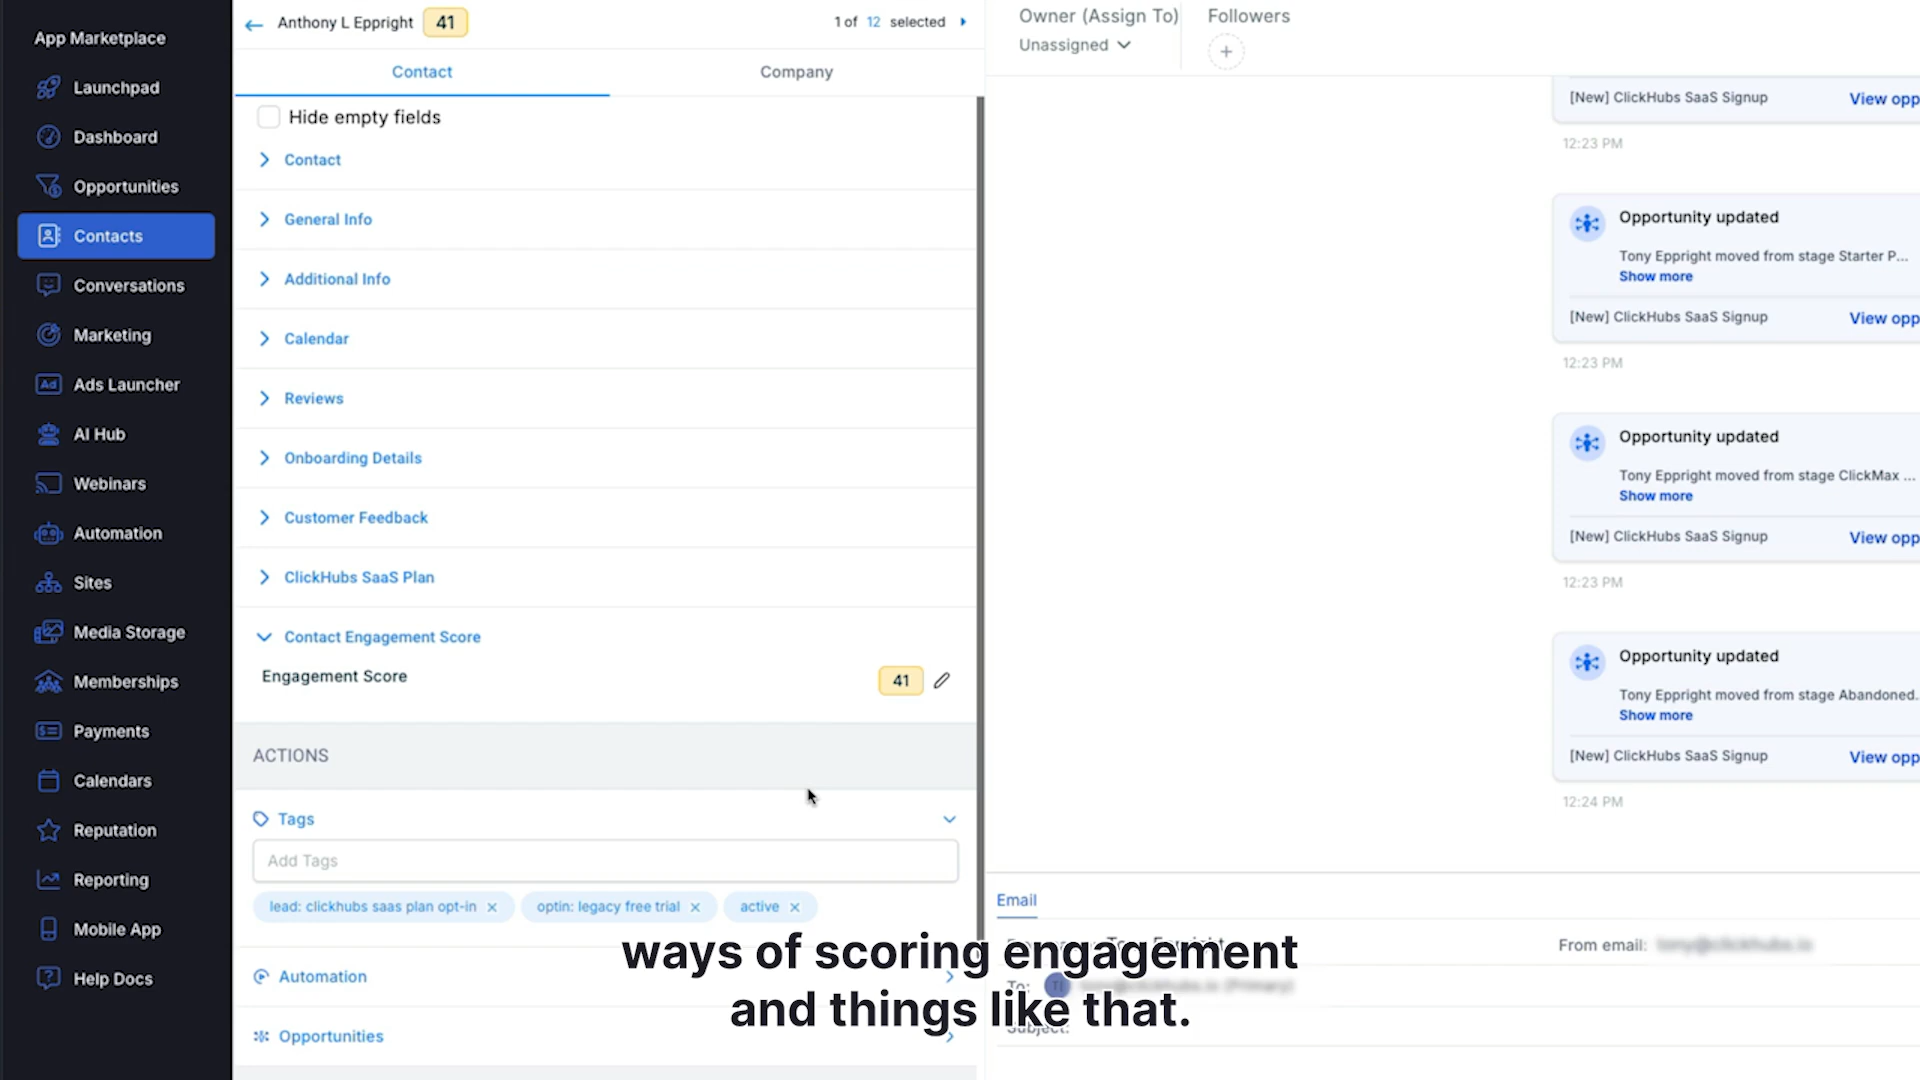 App Marketplace
Launchpad
Dashboard
Opportunities
Contacts
Conversations
Marketing
Ad Ads Launcher
AI Hub
Webinars
Automation
Sites
Media Storage
Memberships
Payments
Calendars
Reputation
Reporting
Mobile App
Help Docs
Anthony L Eppright 41 1 of 12 selected
Contact Company
Hide empty fields
Contact
General Info
Additional Info
Calendar
Reviews
Onboarding Details
Customer Feedback
ClickHubs SaaS Plan
Contact Engagement Score
Engagement Score 41
ACTIONS
Tags
Add Tags
lead: clickhubs saas plan opt-in × optin: legacy free trial × active ×
Automation
Opportunities
Owner (Assign To) Followers
Unassigned +
[New] ClickHubs SaaS Signup View opp
12:23 PM
Opportunity updated
Tony Eppright moved from stage Starter P...
Show more
[New] ClickHubs SaaS Signup View opp
12:23 PM
Opportunity updated
Tony Eppright moved from stage ClickMax ...
Show more
[New] ClickHubs SaaS Signup View opp
12:23 PM
Opportunity updated
Tony Eppright moved from stage Abandoned..
Show more
[New] ClickHubs SaaS Signup View opp
12:24 PM
Email
From email:
To:
Subject:
ways of scoring engagement
and things like that.